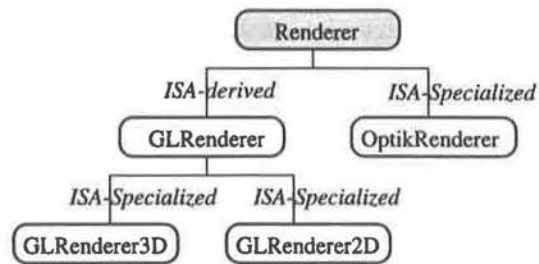 Renderer
ISA-derived ISA-Specialized
GLRenderer OptikRenderer
ISA-Specialized ISA-Specialized
GLRenderer3D GLRenderer2D